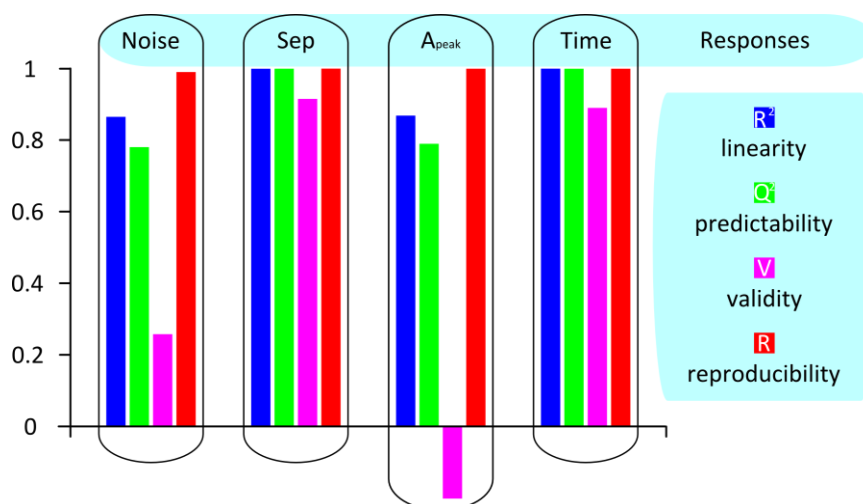 Noise Sep Apeak Time Responses
1
0.8
0.6
0.4
0.2
0
R²
linearity
Q²
predictability
V
validity
R
reproducibility